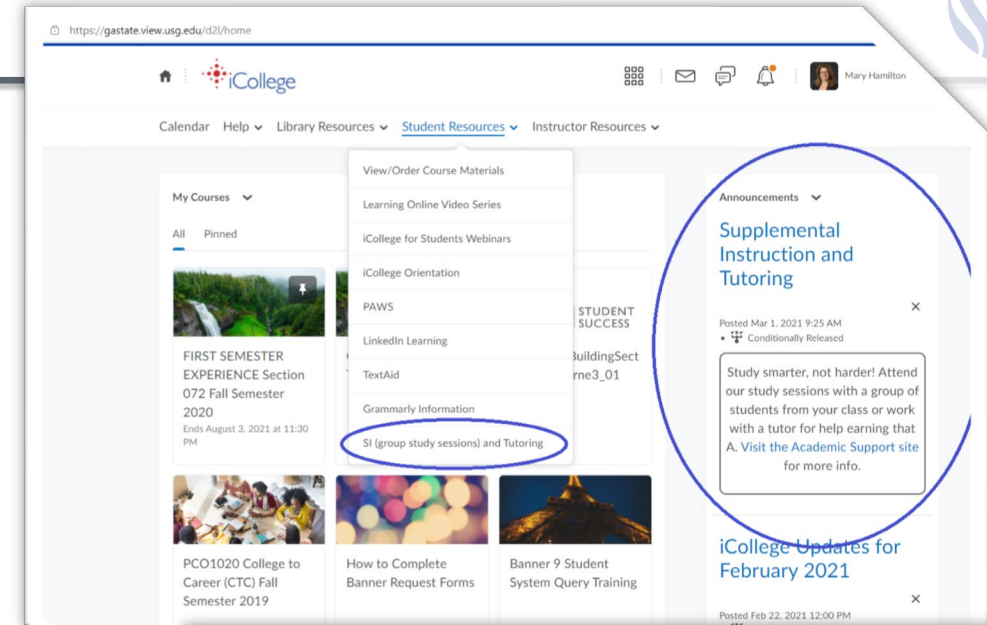 https://gastate.view.usg.edu/d2l/home
iCollege
Mary Hamilton
Calendar Help Library Resources Student Resources Instructor Resources
View/Order Course Materials
Learning Online Video Series
iCollege for Students Webinars
iCollege Orientation
PAWS
LinkedIn Learning
TextAid
Grammarly Information
SI (group study sessions) and Tutoring
My Courses
All Pinned
FIRST SEMESTER
EXPERIENCE Section
072 Fall Semester
2020
Ends August 3, 2021 at 11:30
PM
STUDENT
SUCCESS
rne3_01
PCO1020 College to
Career (CTC) Fall
Semester 2019
How to Complete
Banner Request Forms
Banner 9 Student
System Query Training
Announcements
Supplemental
Instruction and
Tutoring
Posted Mar 1, 2021 9:25 AM
• Conditionally Released
Study smarter, not harder! Attend
our study sessions with a group of
students from your class or work
with a tutor for help earning that
A. Visit the Academic Support site
for more info.
iCollege Updates for
February 2021
Posted Feb 22, 2021 12:00 PM